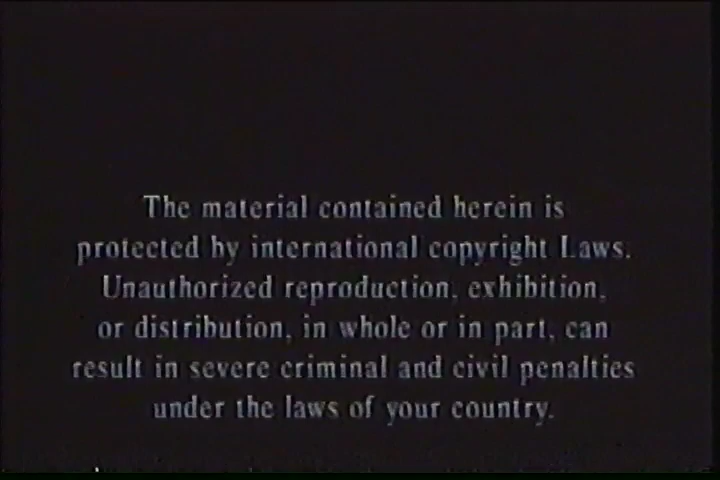 The material contained herein is
protected by international copyright Laws.
Unauthorized reproduction, exhibition,
or distribution, in whole or in part, can
result in severe criminal and civil penalties
under the laws of your country.